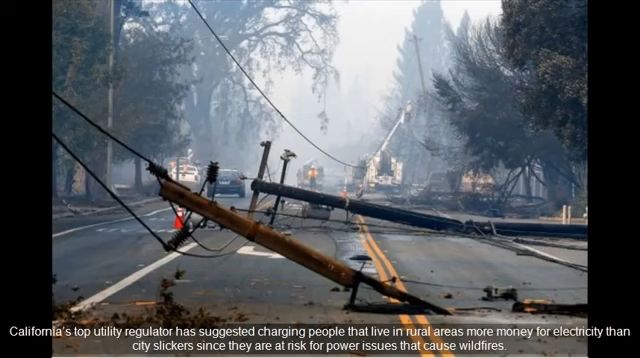 California's top utility regulator has suggested charging people that live in rural areas more money for electricity than
city slickers since they are at risk for power issues that cause wildfires.